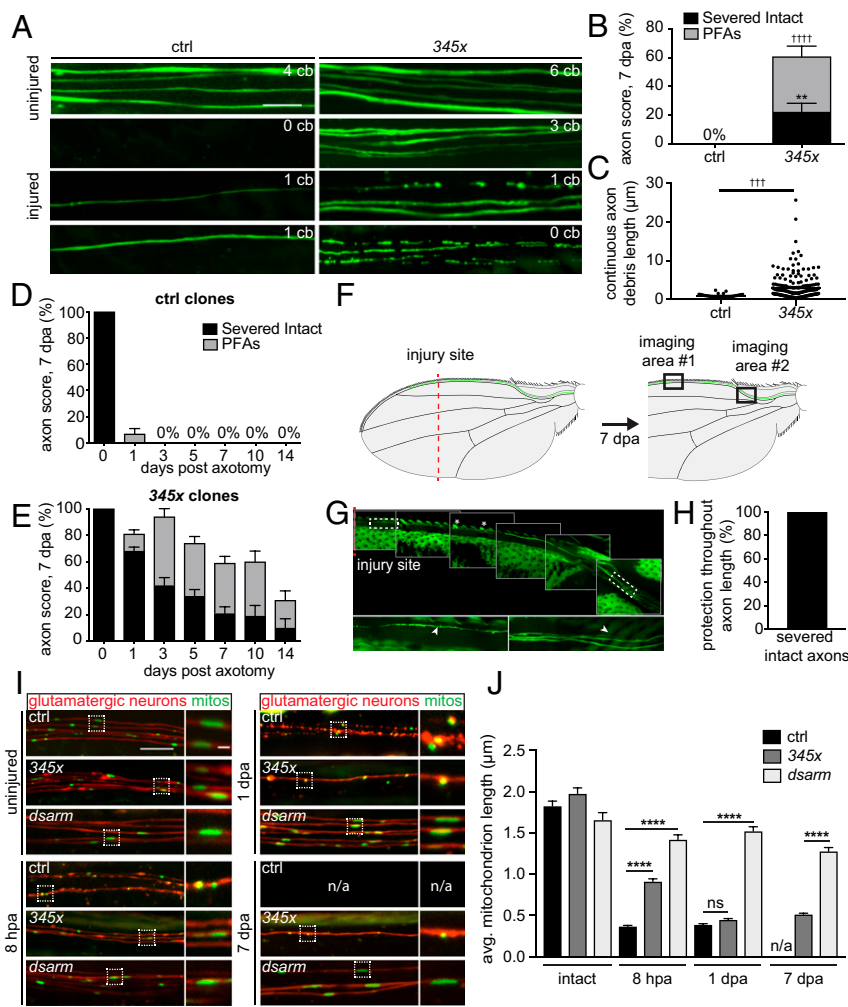 A
ctrl
345x
uninjured
injured
4 cb
6 cb
0 cb
3 cb
1 cb
1 cb
1 cb
0 cb
B
Severed Intact
PFAs
axon score, 7 dpa (%)
80
60
40
20
0
††††
**
0%
ctrl
345x
C
continuous axon
debris length (µm)
30
20
10
0
†††
ctrl
345x
D
ctrl clones
axon score, 7 dpa (%)
100
80
60
40
20
0
Severed Intact
PFAs
0% 0% 0% 0% 0%
0 1 3 5 7 10 14
days post axotomy
E
345x clones
axon score, 7 dpa (%)
100
80
60
40
20
0
0 1 3 5 7 10 14
days post axotomy
F
injury site
7 dpa
imaging
area #1
imaging
area #2
G
* *
injury site
H
protection throughout
axon length (%)
100
80
60
40
20
0
severed
intact axons
I
glutamatergic neurons mitos
glutamatergic neurons mitos
uninjured
ctrl
345x
dsarm
1 dpa
ctrl
345x
dsarm
8 hpa
ctrl
345x
dsarm
7 dpa
ctrl
n/a
n/a
345x
dsarm
J
ctrl
345x
dsarm
avg. mitochondrion length (µm)
2.5
2.0
1.5
1.0
0.5
0.0
****
****
****
ns
****
n/a
intact
8 hpa
1 dpa
7 dpa